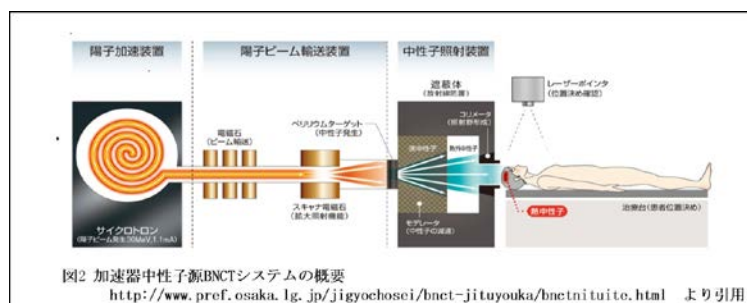 陽子加速装置
陽子ビーム輸送装置
中性子照射装置
電磁石
(ビーム輸送)
ベリリウムターゲット
(中性子発生)
遮蔽体
(放射線防護)
コリメータ
(照射野形成)
レーザーポインタ
(位置決め確認)
速中性子
熱外中性子
サイクロトロン
(陽子ビーム発生30MeV,1.1mA)
スキャナ電磁石
(拡大照射機能)
モデレータ
(中性子の減速)
熱中性子
治療台(患者位置決め)
図2 加速器中性子源BNCTシステムの概要
http://www.pref.osaka.lg.jp/jigyochosei/bnct-jituyouka/bnctnituite.html より引用